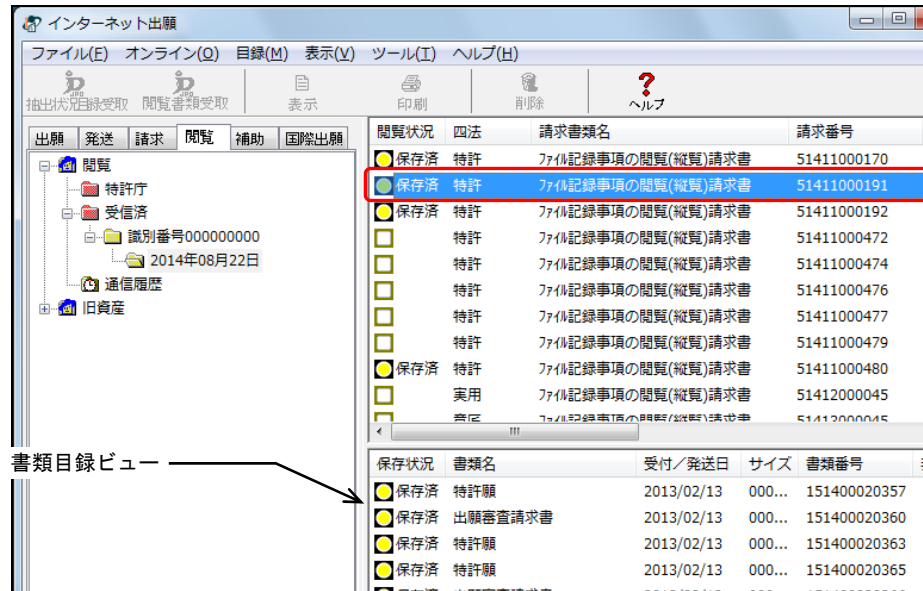 インターネット出願
ファイル(F) オンライン(O) 目録(M) 表示(V) ツール(T) ヘルプ(H)
抽出状況目録受取 閲覧書類受取 表示 印刷 削除 ヘルプ
出願 発送 請求 閲覧 補助 国際出願
閲覧
特許庁
受信済
識別番号000000000
2014年08月22日
通信履歴
旧資産
閲覧状況 四法 請求書類名 請求番号
保存済 特許 ファイル記録事項の閲覧(縦覧)請求書 51411000170
保存済 特許 ファイル記録事項の閲覧(縦覧)請求書 51411000191
保存済 特許 ファイル記録事項の閲覧(縦覧)請求書 51411000192
特許 ファイル記録事項の閲覧(縦覧)請求書 51411000472
特許 ファイル記録事項の閲覧(縦覧)請求書 51411000474
特許 ファイル記録事項の閲覧(縦覧)請求書 51411000476
特許 ファイル記録事項の閲覧(縦覧)請求書 51411000477
特許 ファイル記録事項の閲覧(縦覧)請求書 51411000479
保存済 特許 ファイル記録事項の閲覧(縦覧)請求書 51411000480
実用 ファイル記録事項の閲覧(縦覧)請求書 51412000045
意匠 ファイル記録事項の閲覧(縦覧)請求書 51413000045
書類目録ビュー
保存状況 書類名 受付／発送日 サイズ 書類番号
保存済 特許願 2013/02/13 000... 151400020357
保存済 出願審査請求書 2013/02/13 000... 151400020360
保存済 特許願 2013/02/13 000... 151400020363
保存済 特許願 2013/02/13 000... 151400020365